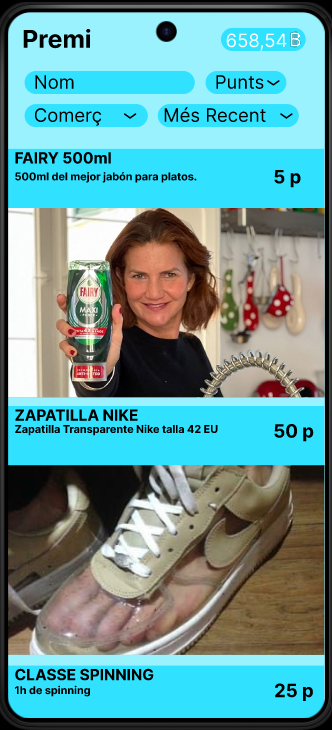 Premi
658,54 B
Nom
Punts
Comerç
Més Recent
FAIRY 500ml
500ml del mejor jabón para platos.
5 p
FAIRY
MAXI
ZAPATILLA NIKE
Zapatilla Transparente Nike talla 42 EU
50 p
CLASSE SPINNING
1h de spinning
25 p